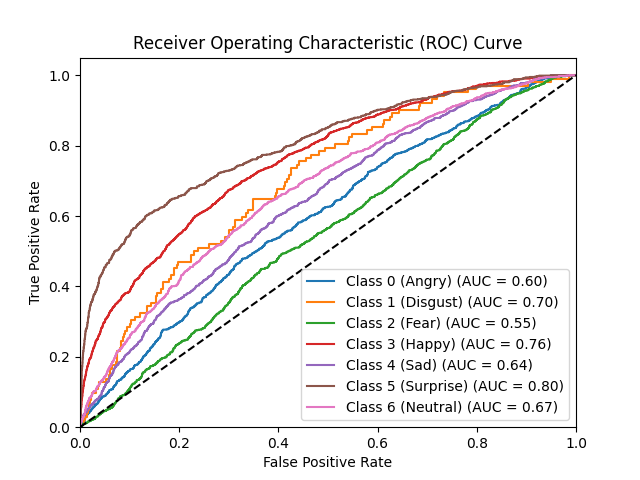 Receiver Operating Characteristic (ROC) Curve
True Positive Rate
1.0
0.8
0.6
0.4
0.2
0.0
Class 0 (Angry) (AUC = 0.60)
Class 1 (Disgust) (AUC = 0.70)
Class 2 (Fear) (AUC = 0.55)
Class 3 (Happy) (AUC = 0.76)
Class 4 (Sad) (AUC = 0.64)
Class 5 (Surprise) (AUC = 0.80)
Class 6 (Neutral) (AUC = 0.67)
0.0 0.2 0.4 0.6 0.8 1.0
False Positive Rate